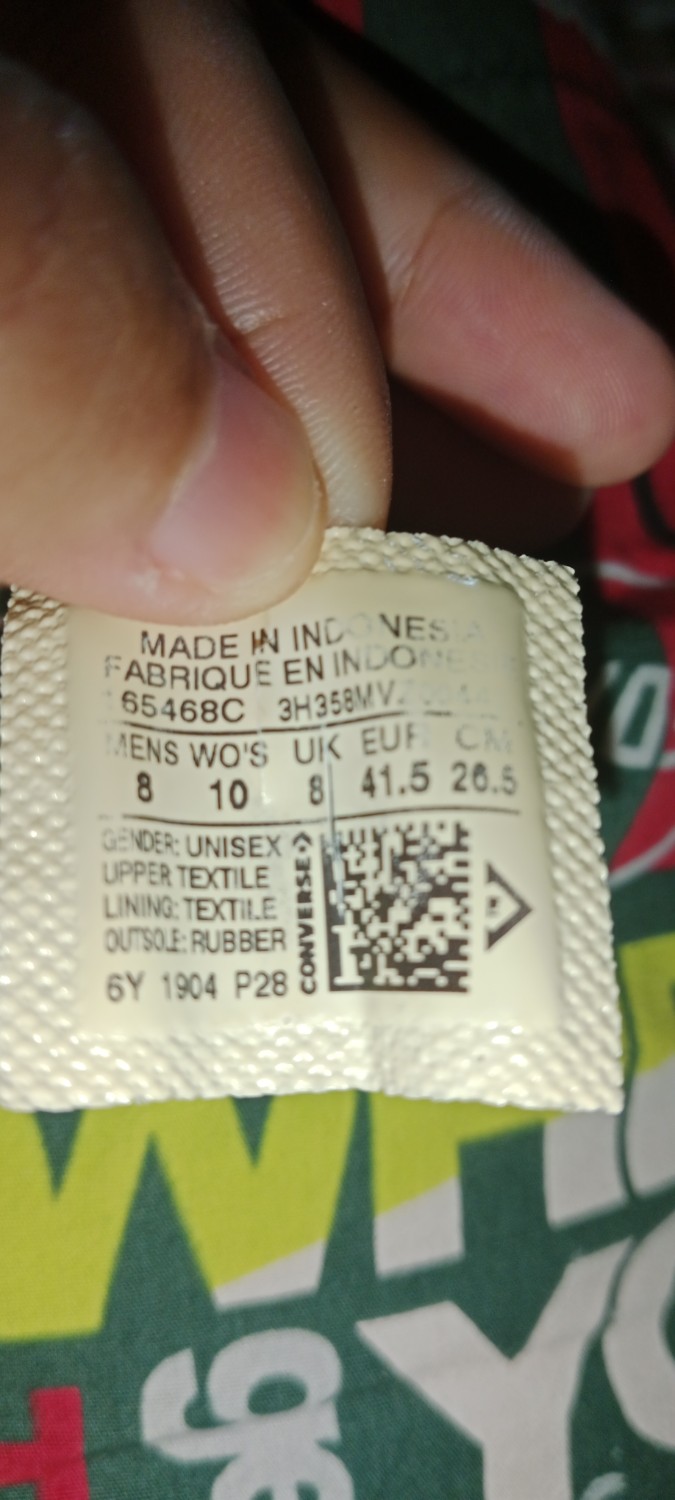 MADE IN INDONESIA
FABRIQUE EN INDONESI
65468C 3H358MV
MENS WO'S UK EUR CM
8 10 8 41.5 26.5
GENDER: UNISEX
UPPER TEXTILE
LINING: TEXTILE
OUTSOLE: RUBBER
6Y 1904 P28
CONVERSE